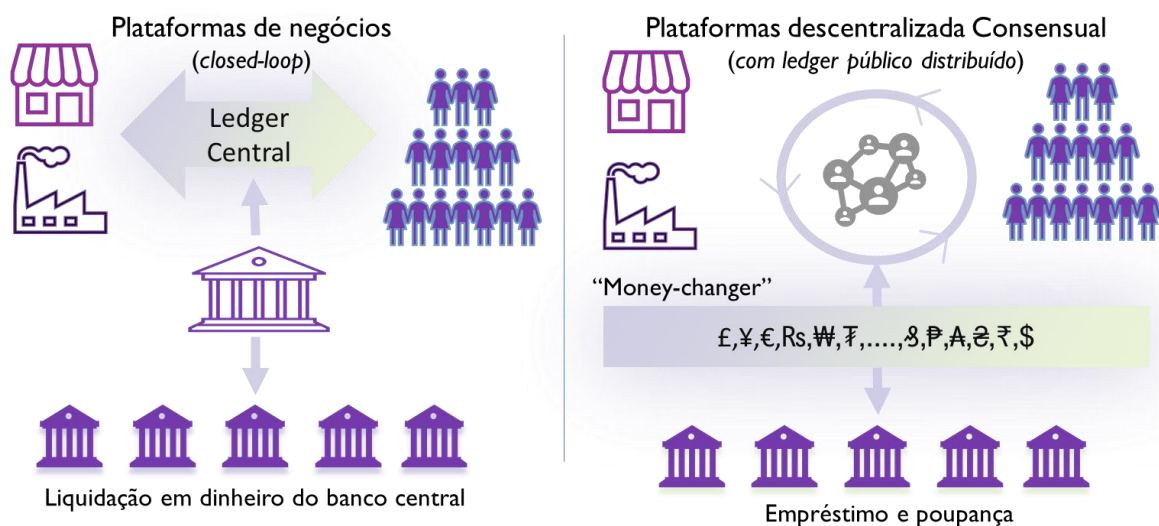 Plataformas de negócios
(closed-loop)
Ledger
Central
Liquidação em dinheiro do banco central
Plataformas descentralizada Consensual
(com ledger público distribuído)
“Money-changer”
£,¥,€,Rs,₩,₮,....,$,₱,₳,₴,₹,$
Empréstimo e poupança